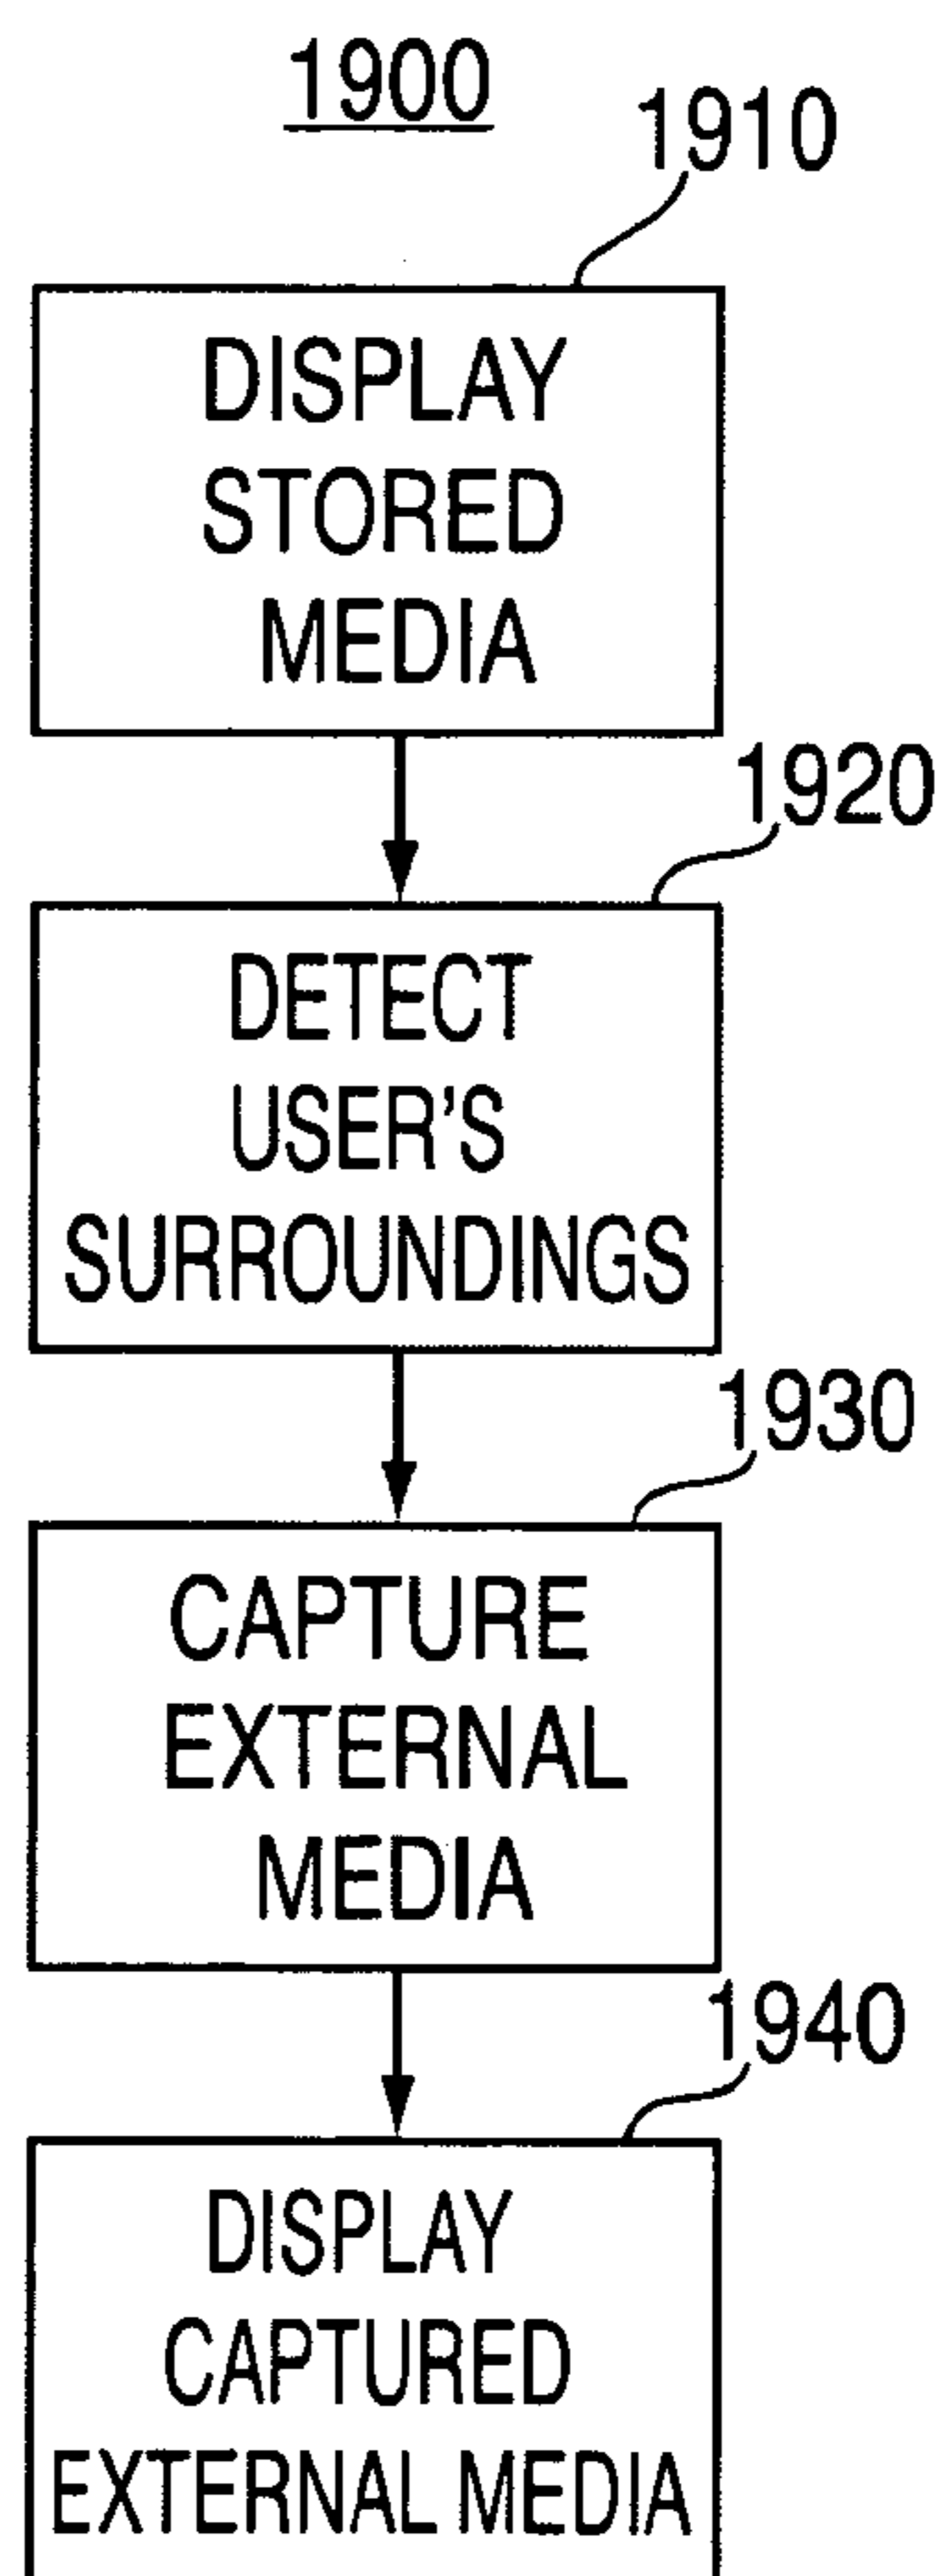 1900
1910
DISPLAY
STORED
MEDIA
1920
DETECT
USER'S
SURROUNDINGS
1930
CAPTURE
EXTERNAL
MEDIA
1940
DISPLAY
CAPTURED
EXTERNAL MEDIA